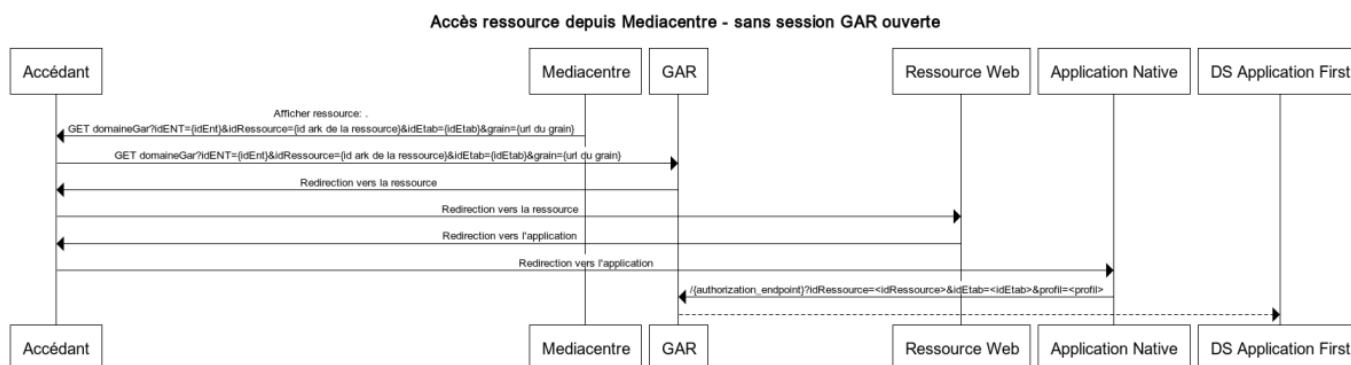 Accès ressource depuis Mediacentre - sans session GAR ouverte
Accédant
Mediacentre
GAR
Ressource Web
Application Native
DS Application First
Afficher ressource: .
GET domaineGar?idENT={idEnt}&idRessource={id ark de la ressource}&idEtab={idEtab}&grain={url du grain}
GET domaineGar?idENT={idEnt}&idRessource={id ark de la ressource}&idEtab={idEtab}&grain={url du grain}
Redirection vers la ressource
Redirection vers la ressource
Redirection vers l'application
Redirection vers l'application
/{authorization_endpoint}?idRessource=<idRessource>&idEtab=<idEtab>&profil=<profil>
Accédant
Mediacentre
GAR
Ressource Web
Application Native
DS Application First